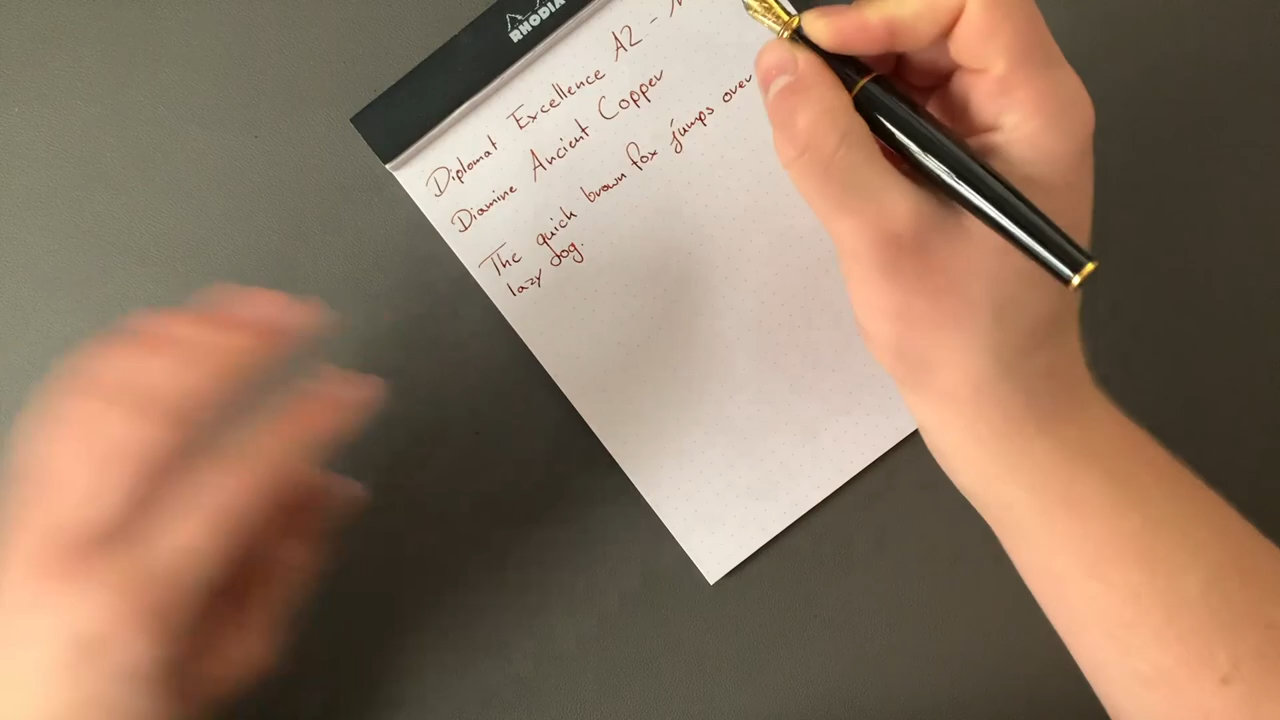 RHODIA
Diplomat Excellence A2 -
Diamine Ancient Copper
The quick brown fox jumps over
lazy dog.